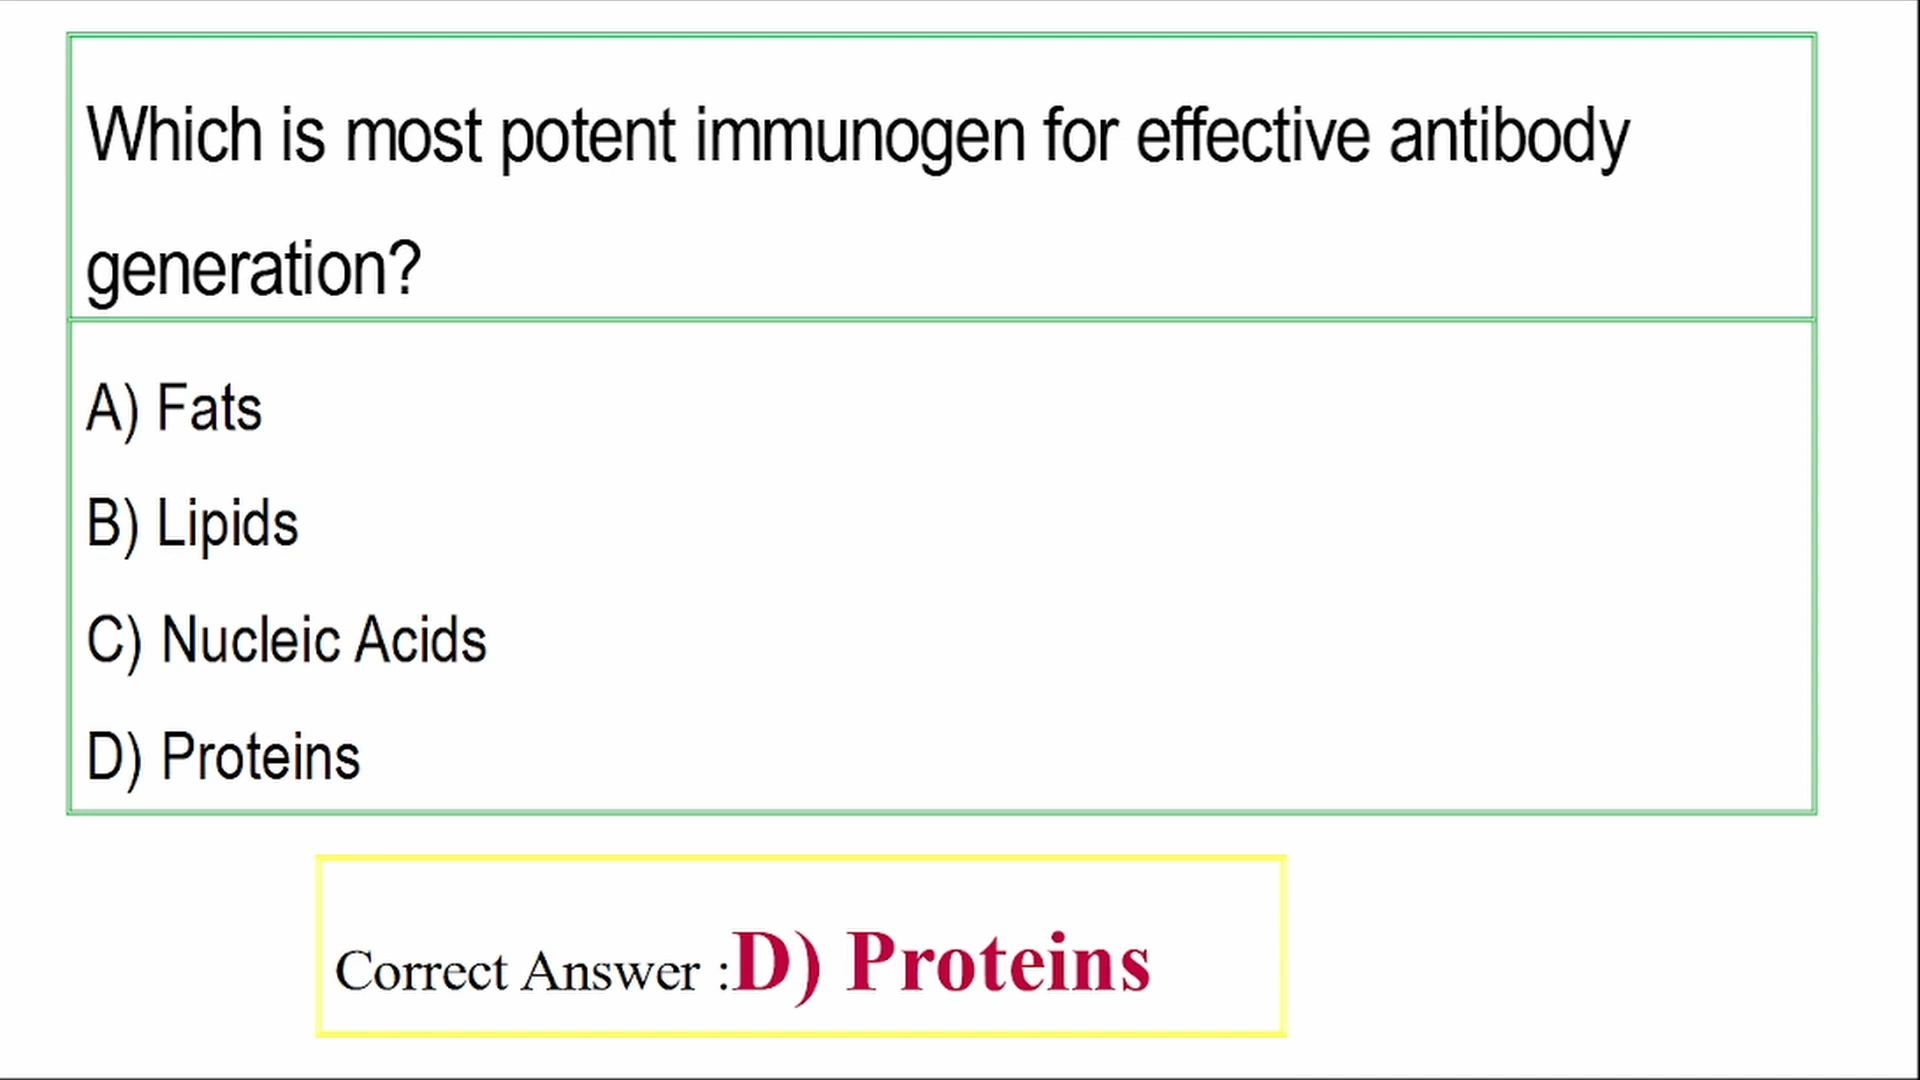 Which is most potent immunogen for effective antibody
generation?
A) Fats
B) Lipids
C) Nucleic Acids
D) Proteins
Correct Answer :D) Proteins